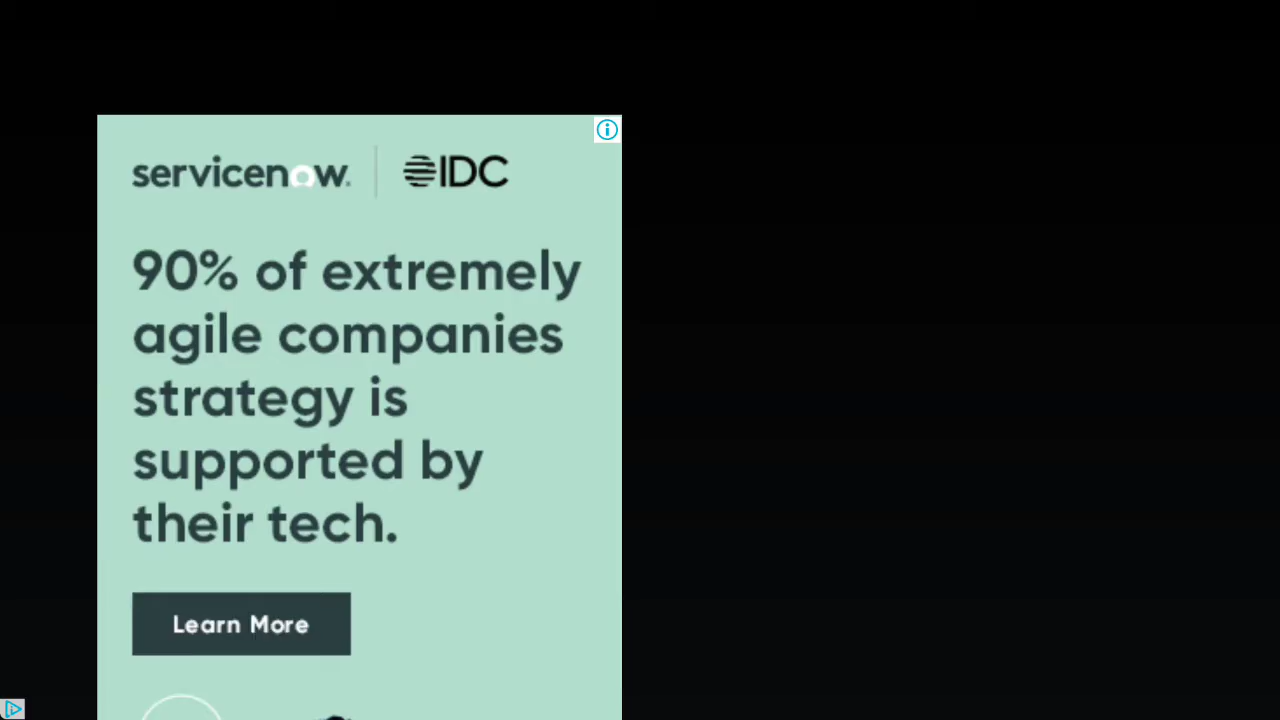 servicenow. IDC
90% of extremely
agile companies
strategy is
supported by
their tech.
Learn More